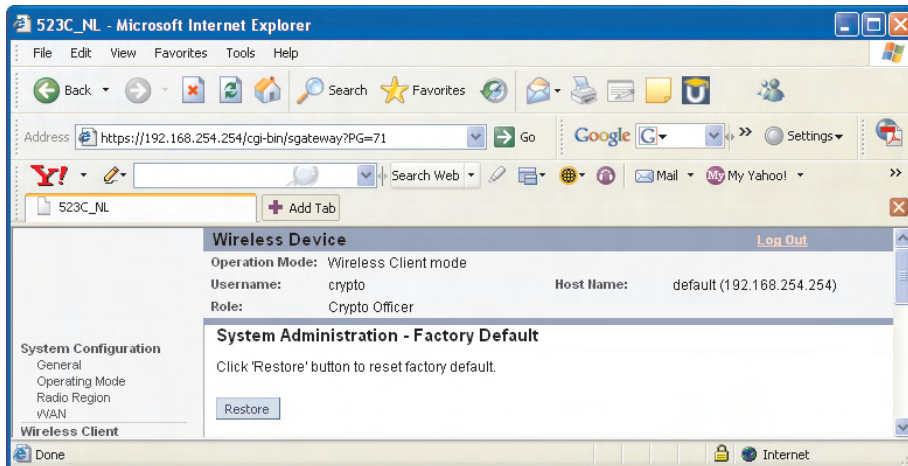 523C_NL - Microsoft Internet Explorer
File Edit View Favorites Tools Help
Back Search Favorites
Address https://192.168.254.254/cgi-bin/sgateway?PG=71 Go Google G Settings
Y! Search Web Mail My My Yahoo!
523C_NL Add Tab
Wireless Device Log Out
Operation Mode: Wireless Client mode
Username: crypto Host Name: default (192.168.254.254)
Role: Crypto Officer
System Administration - Factory Default
Click 'Restore' button to reset factory default.
Restore
System Configuration
General
Operating Mode
Radio Region
WAN
Wireless Client
Done Internet